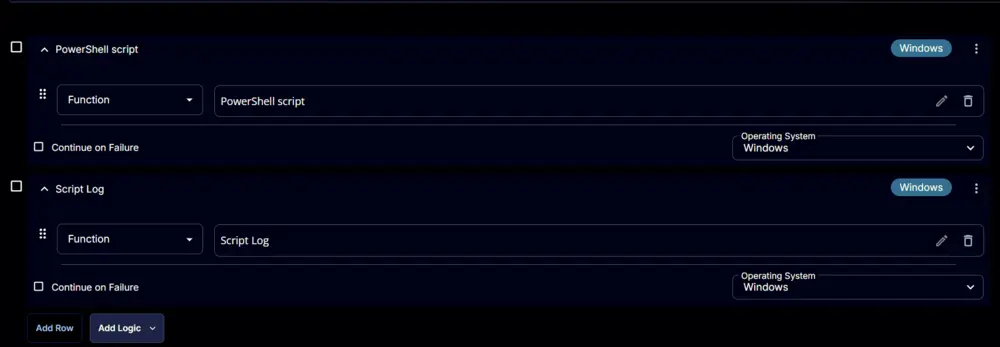 PowerShell script Windows
Function PowerShell script
Continue on Failure Operating System
Windows
Script Log Windows
Function Script Log
Continue on Failure Operating System
Windows
Add Row Add Logic